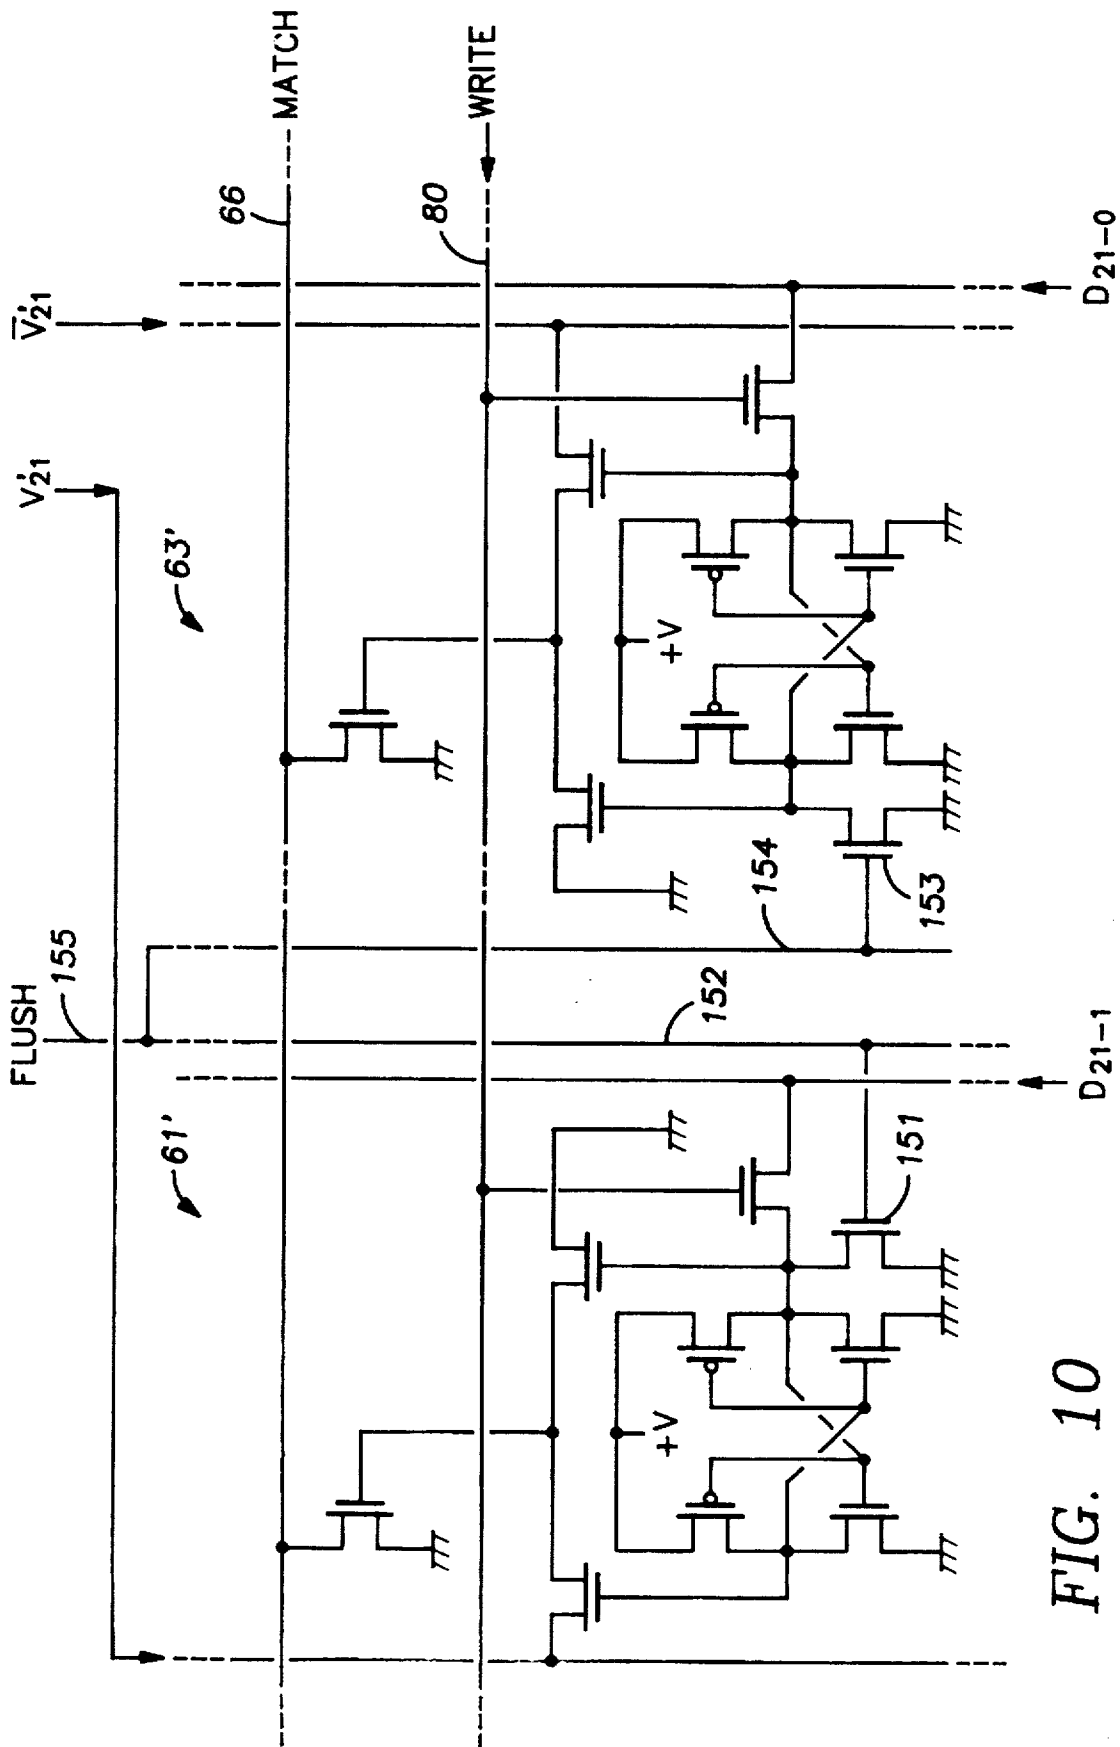 FLUSH
155
V'21
V̅'21
MATCH
66
WRITE
80
61'
63'
+V
+V
152
154
151
153
D21-1
D21-0
FIG. 10